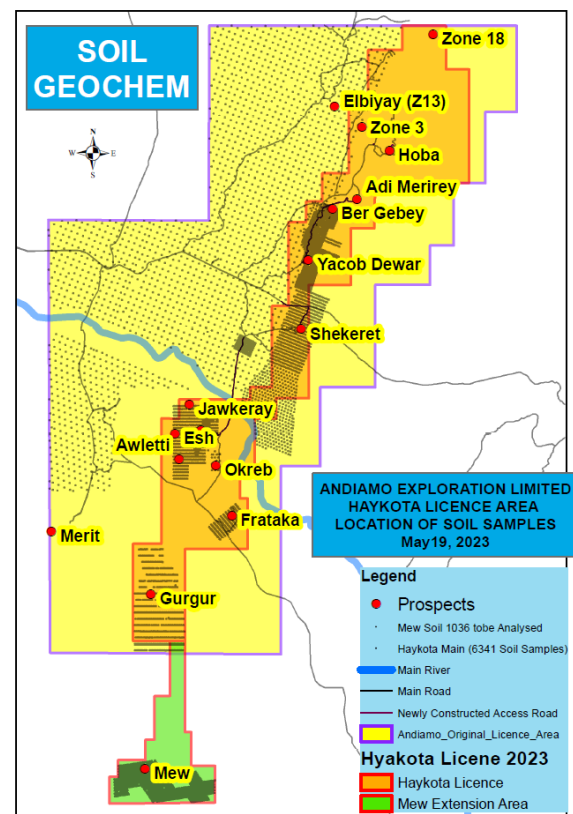 SOIL
GEOCHEM
N
W
E
S
Zone 18
Elbiyay (Z13)
Zone 3
Hoba
Adi Merirey
Ber Gebey
Yacob Dewar
Shekeret
Jawkeray
Esh
Awletti
Okreb
Frataka
Merit
Gurgur
Mew
ANDIAMO EXPLORATION LIMITED
HAYKOTA LICENCE AREA
LOCATION OF SOIL SAMPLES
May19, 2023
Legend
Prospects
Mew Soil 1036 tobe Analysed
Haykota Main (6341 Soil Samples)
Main River
Main Road
Newly Constructed Access Road
Andiamo_Original_Licence_Area
Hyakota Licene 2023
Haykota Licence
Mew Extension Area